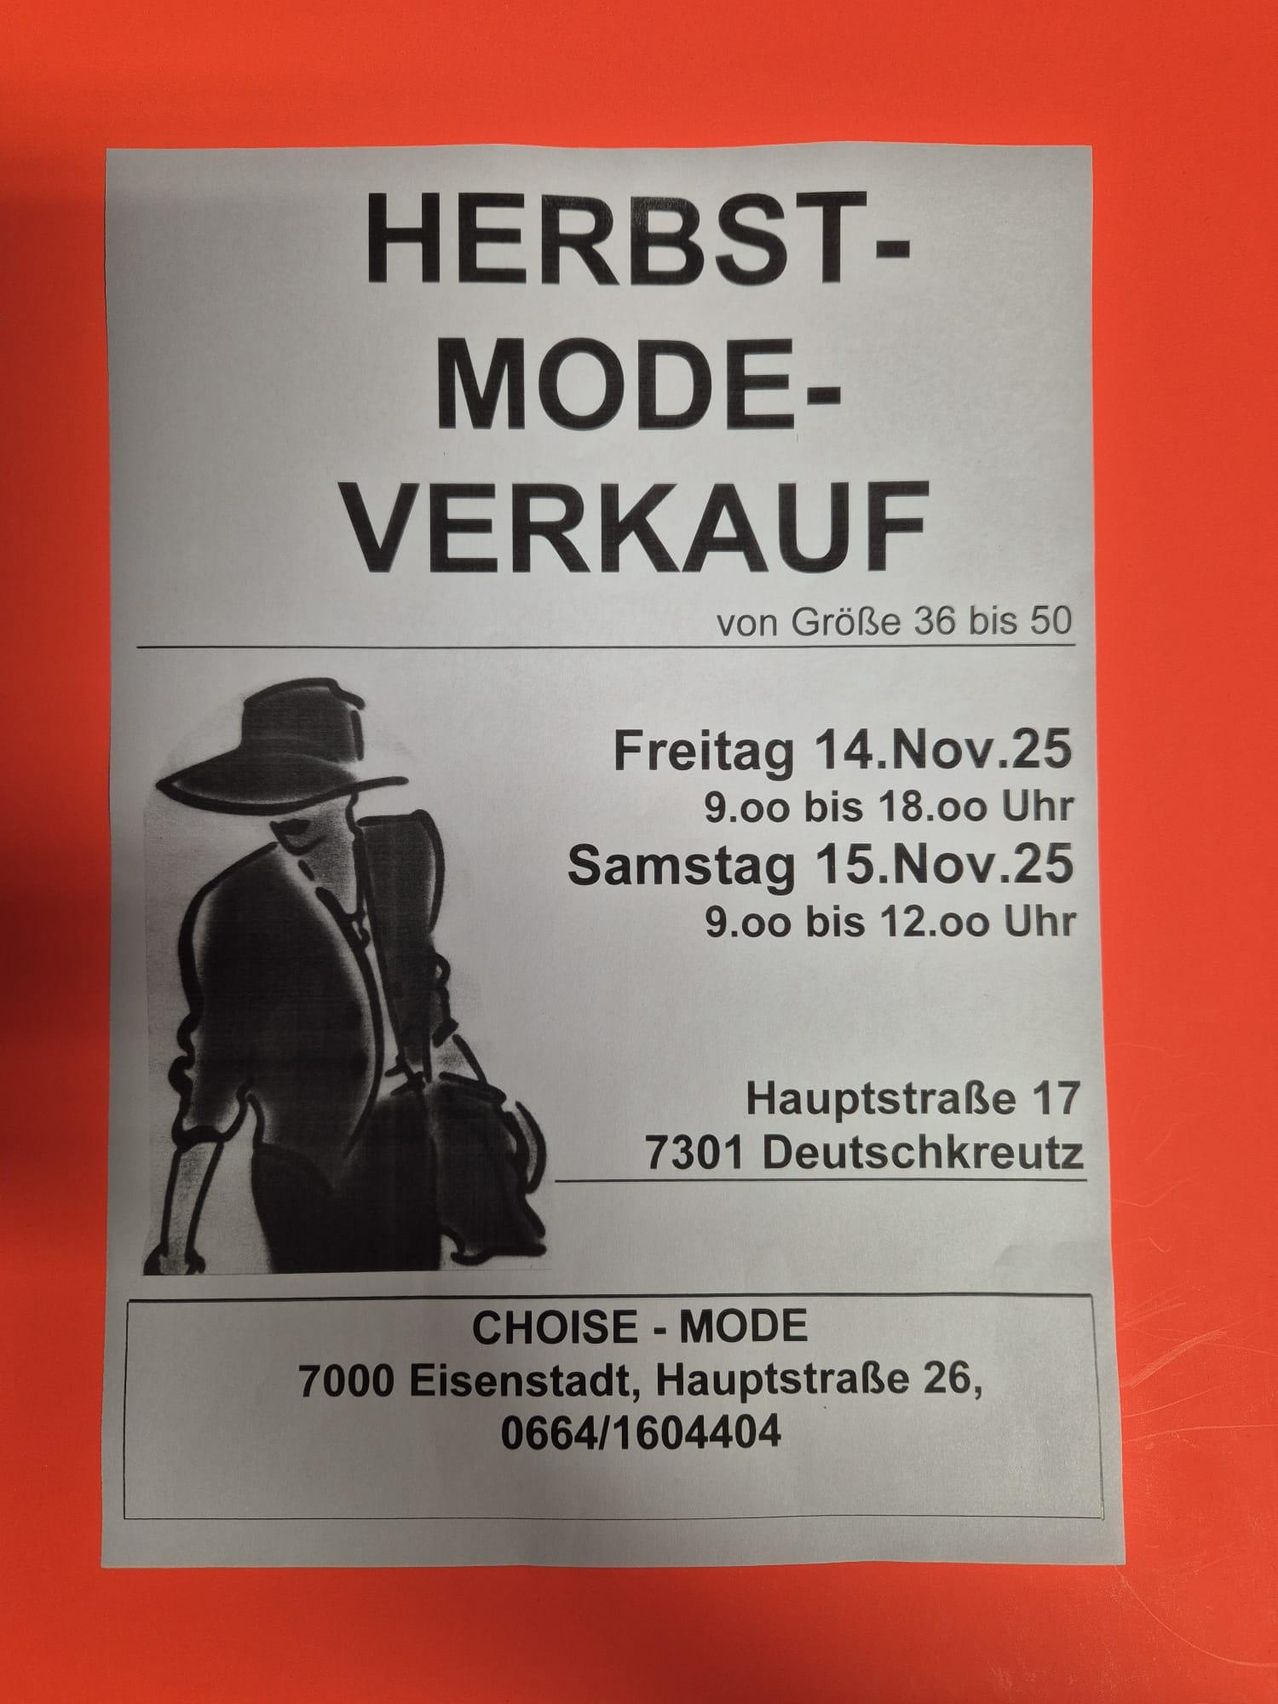 HERBST-
MODE-
VERKAUF
von Größe 36 bis 50
Freitag 14.Nov.25
9.oo bis 18.oo Uhr
Samstag 15.Nov.25
9.oo bis 12.oo Uhr
Hauptstraße 17
7301 Deutschkreutz
CHOISE - MODE
7000 Eisenstadt, Hauptstraße 26,
0664/1604404